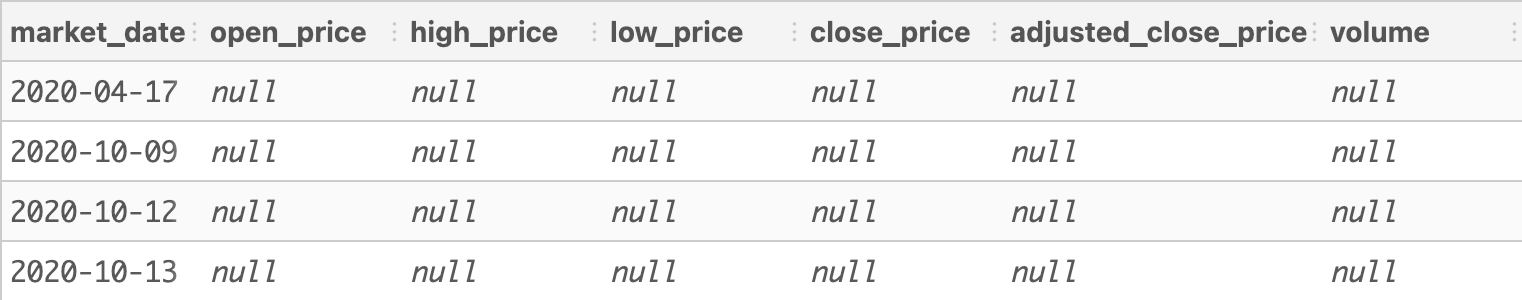 market_date open_price high_price low_price close_price adjusted_close_price volume
2020-04-17 null null null null null null
2020-10-09 null null null null null null
2020-10-12 null null null null null null
2020-10-13 null null null null null null